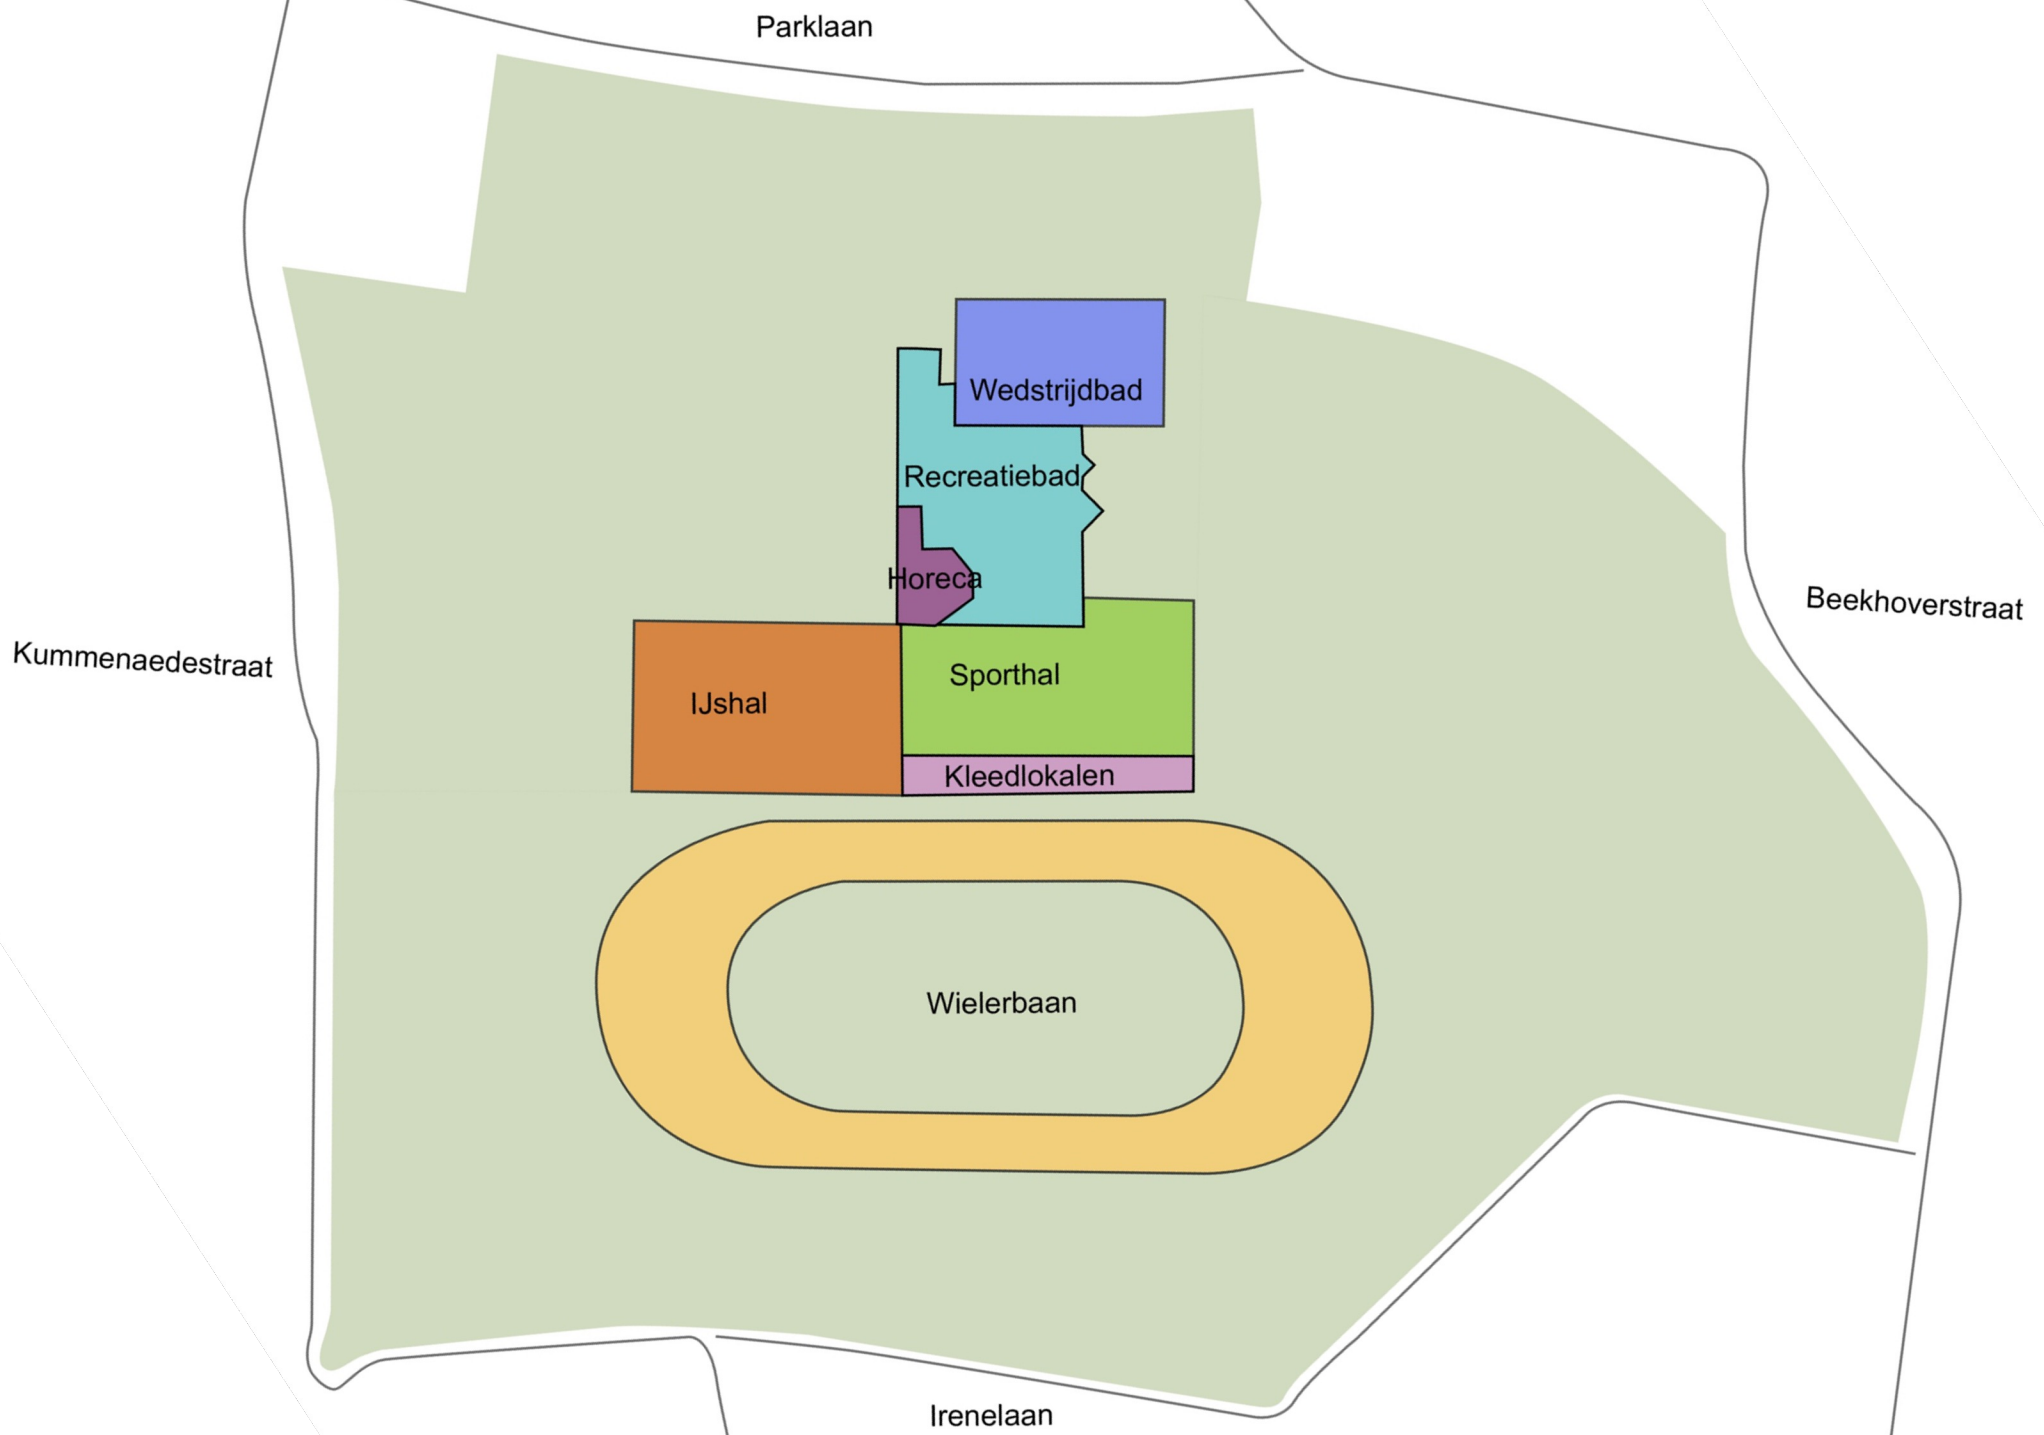 Parklaan
Wedstrijdbad
Recreatiebad
Horeca
Beekhoverstraat
Kummenaedestraat
Sporthal
IJshal
Kleedlokalen
Wielerbaan
Irenelaan